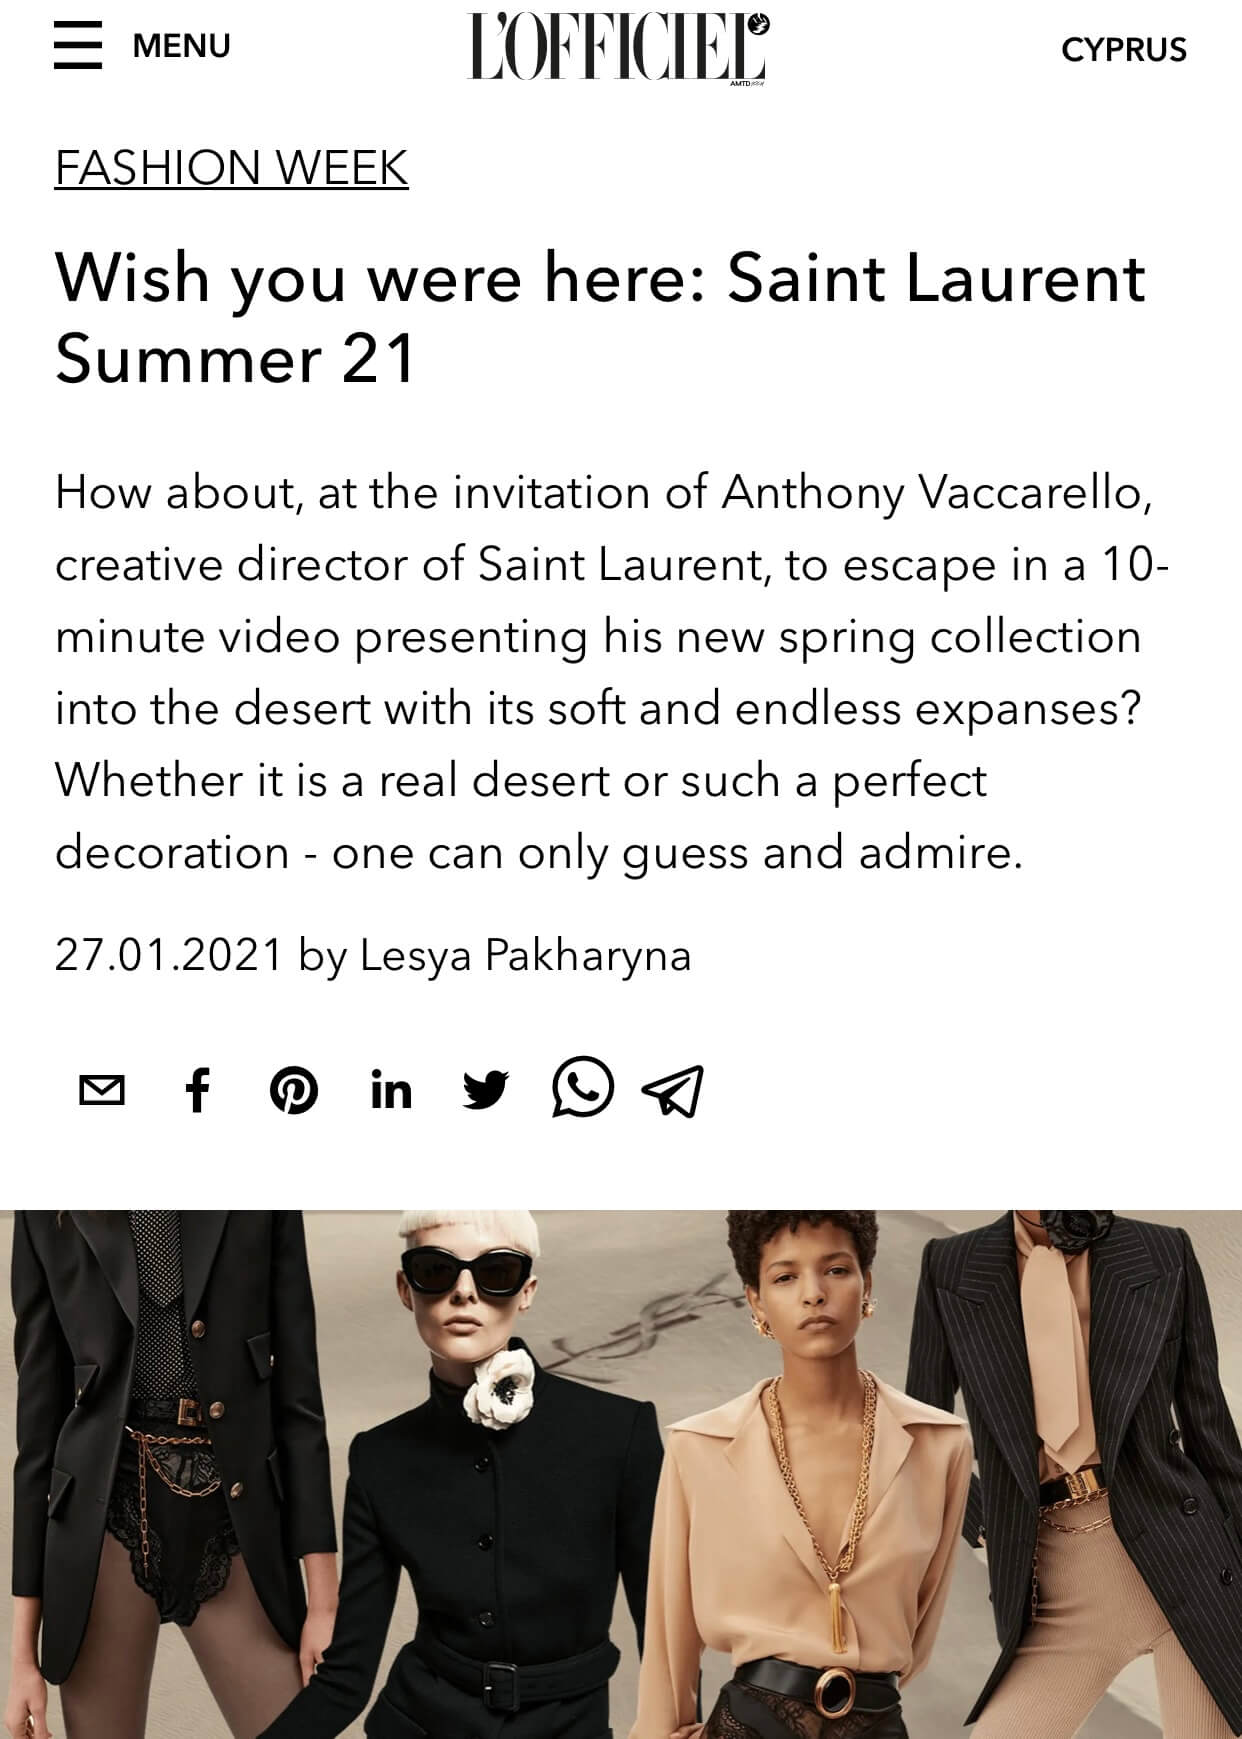 MENU
L'OFFICIEL
AMTD
CYPRUS
FASHION WEEK
Wish you were here: Saint Laurent
Summer 21
How about, at the invitation of Anthony Vaccarello,
creative director of Saint Laurent, to escape in a 10-
minute video presenting his new spring collection
into the desert with its soft and endless expanses?
Whether it is a real desert or such a perfect
decoration - one can only guess and admire.
27.01.2021 by Lesya Pakharyna
in
YSL